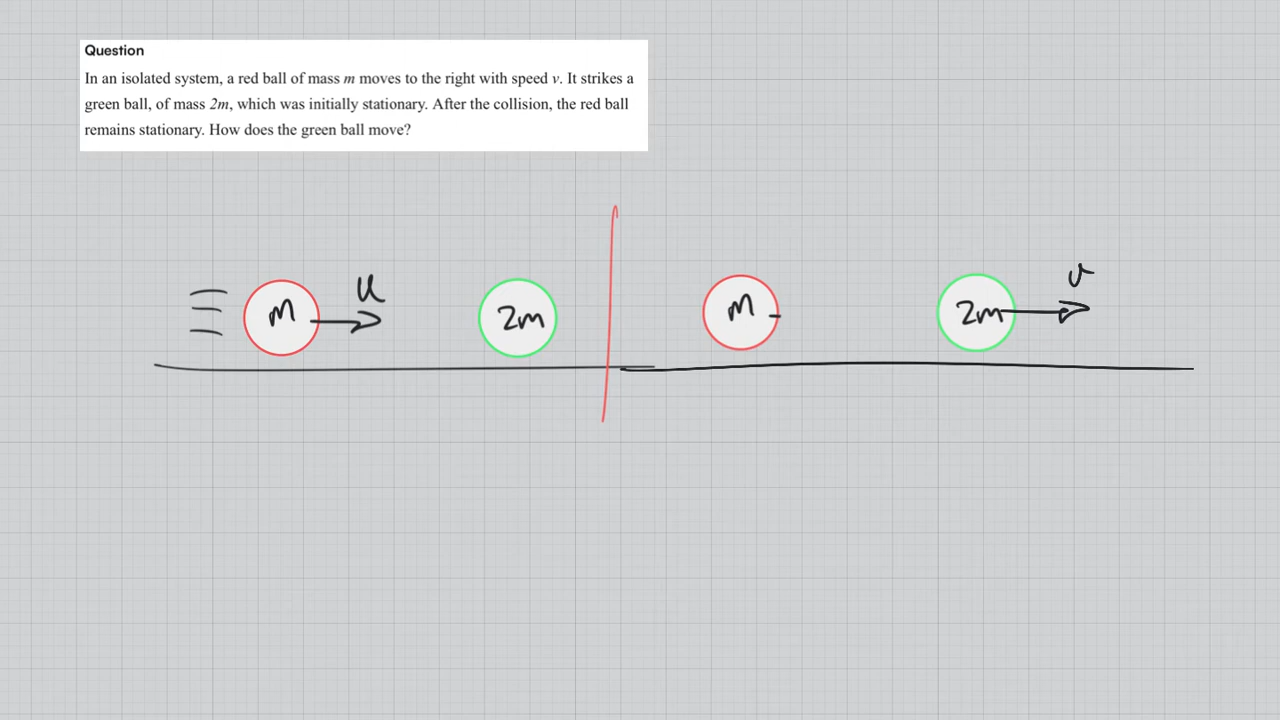 Question
In an isolated system, a red ball of mass m moves to the right with speed v. It strikes a
green ball, of mass 2m, which was initially stationary. After the collision, the red ball
remains stationary. How does the green ball move?
u
v
m
2m
m
2m